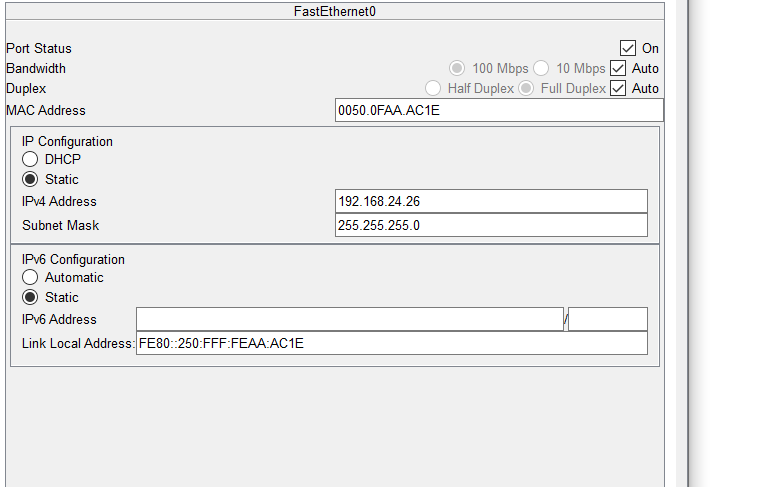 FastEthernet0
Port Status On
Bandwidth 100 Mbps 10 Mbps Auto
Duplex Half Duplex Full Duplex Auto
MAC Address 0050.0FAA.AC1E
IP Configuration
DHCP
Static
IPv4 Address 192.168.24.26
Subnet Mask 255.255.255.0
IPv6 Configuration
Automatic
Static
IPv6 Address /
Link Local Address: FE80::250:FFF:FEAA:AC1E